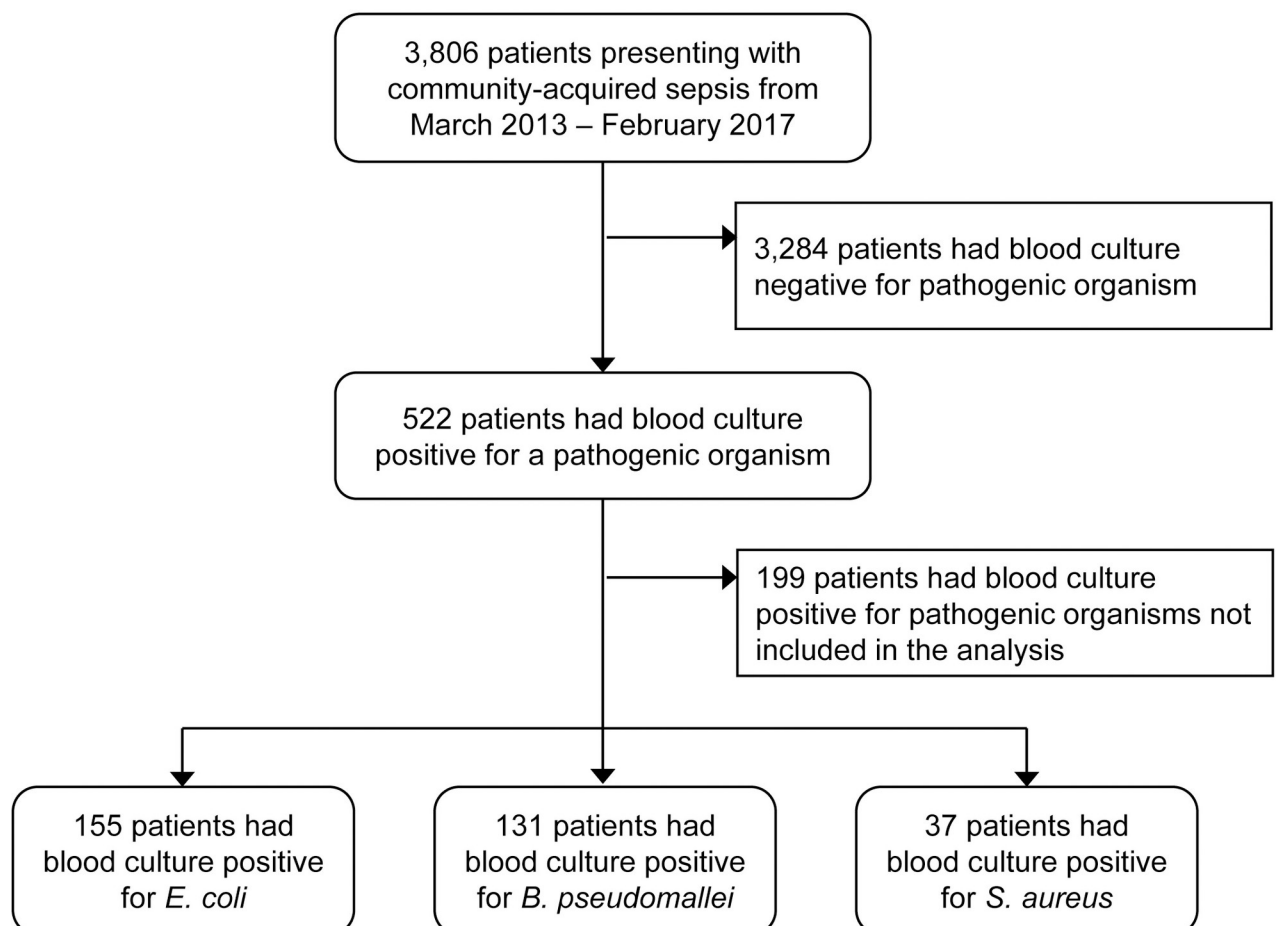 3,806 patients presenting with
community-acquired sepsis from
March 2013 – February 2017
3,284 patients had blood culture
negative for pathogenic organism
522 patients had blood culture
positive for a pathogenic organism
199 patients had blood culture
positive for pathogenic organisms not
included in the analysis
155 patients had
blood culture positive
for E. coli
131 patients had
blood culture positive
for B. pseudomallei
37 patients had
blood culture positive
for S. aureus